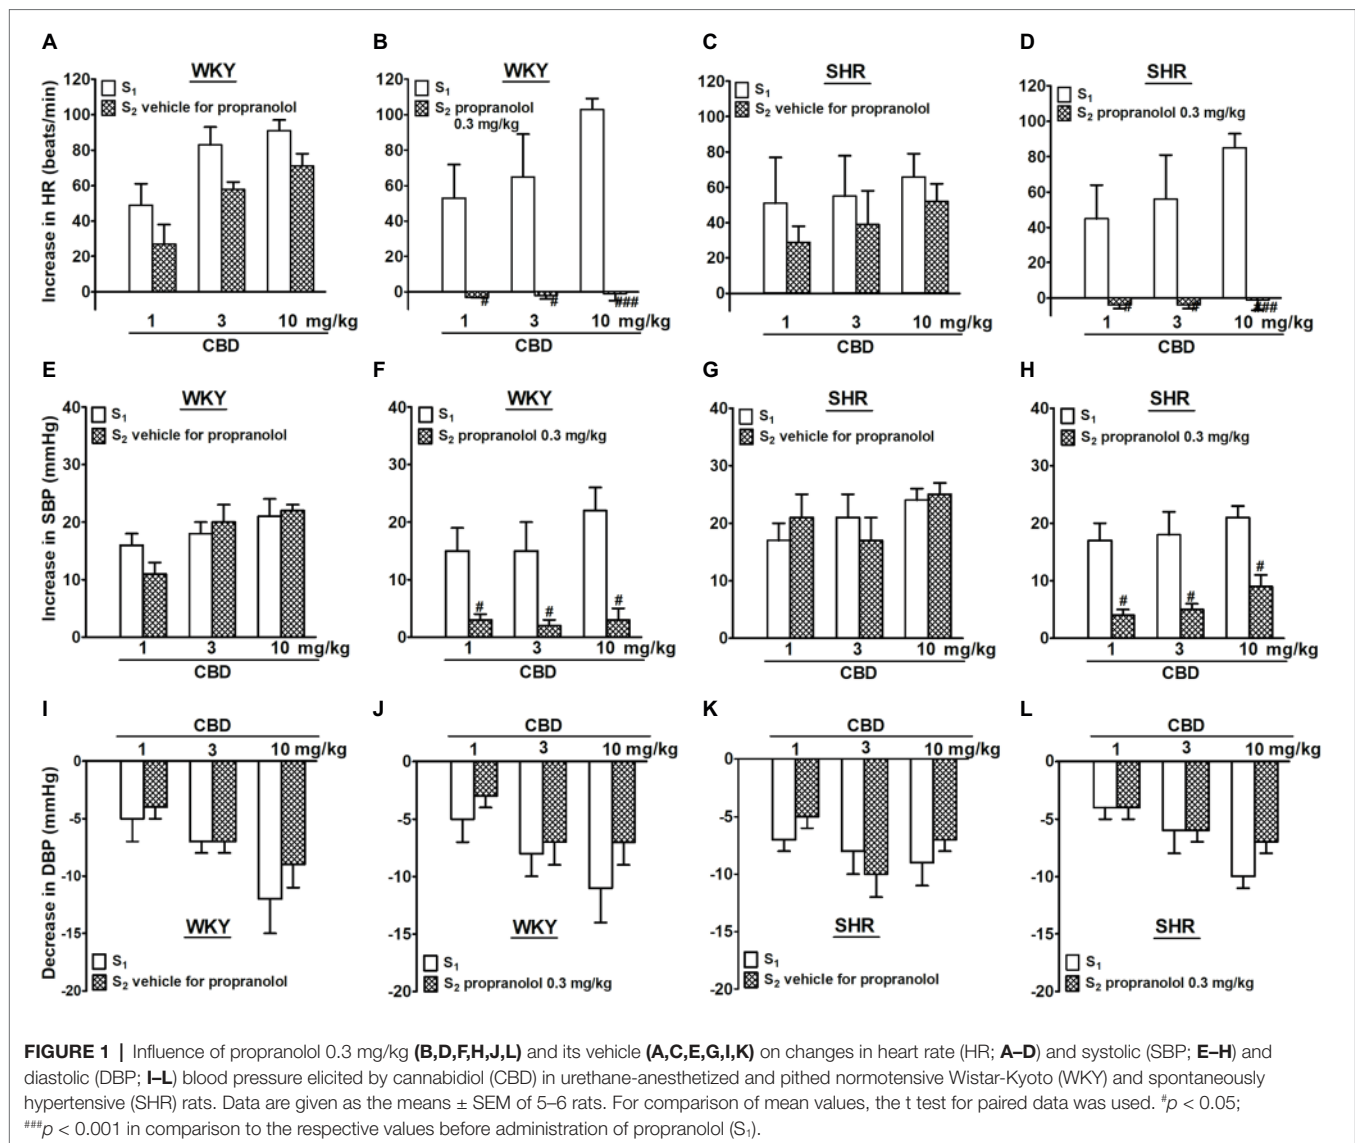 A
WKY
S1
S2 vehicle for propranolol
Increase in HR (beats/min)
120
100
80
60
40
20
0
1 3 10 mg/kg
CBD
B
WKY
S1
S2 propranolol
0.3 mg/kg
120
100
80
60
40
20
0
# # ###
1 3 10 mg/kg
CBD
C
SHR
S1
S2 vehicle for propranolol
120
100
80
60
40
20
0
1 3 10 mg/kg
CBD
D
SHR
S1
S2 propranolol 0.3 mg/kg
120
100
80
60
40
20
0
# # ###
1 3 10 mg/kg
CBD
E
WKY
S1
S2 vehicle for propranolol
Increase in SBP (mmHg)
40
30
20
10
0
1 3 10 mg/kg
CBD
F
WKY
S1
S2 propranolol 0.3 mg/kg
40
30
20
10
0
# # #
1 3 10 mg/kg
CBD
G
SHR
S1
S2 vehicle for propranolol
40
30
20
10
0
1 3 10 mg/kg
CBD
H
SHR
S1
S2 propranolol 0.3 mg/kg
40
30
20
10
0
# # #
1 3 10 mg/kg
CBD
I
CBD
1 3 10 mg/kg
Decrease in DBP (mmHg)
0
-5
-10
-15
-20
WKY
S1
S2 vehicle for propranolol
J
CBD
1 3 10 mg/kg
0
-5
-10
-15
-20
WKY
S1
S2 propranolol 0.3 mg/kg
K
CBD
1 3 10 mg/kg
0
-5
-10
-15
-20
SHR
S1
S2 vehicle for propranolol
L
CBD
1 3 10 mg/kg
0
-5
-10
-15
-20
SHR
S1
S2 propranolol 0.3 mg/kg
FIGURE 1 | Influence of propranolol 0.3 mg/kg (B,D,F,H,J,L) and its vehicle (A,C,E,G,I,K) on changes in heart rate (HR; A–D) and systolic (SBP; E–H) and
diastolic (DBP; I–L) blood pressure elicited by cannabidiol (CBD) in urethane-anesthetized and pithed normotensive Wistar-Kyoto (WKY) and spontaneously
hypertensive (SHR) rats. Data are given as the means ± SEM of 5–6 rats. For comparison of mean values, the t test for paired data was used. #p < 0.05;
###p < 0.001 in comparison to the respective values before administration of propranolol (S1).